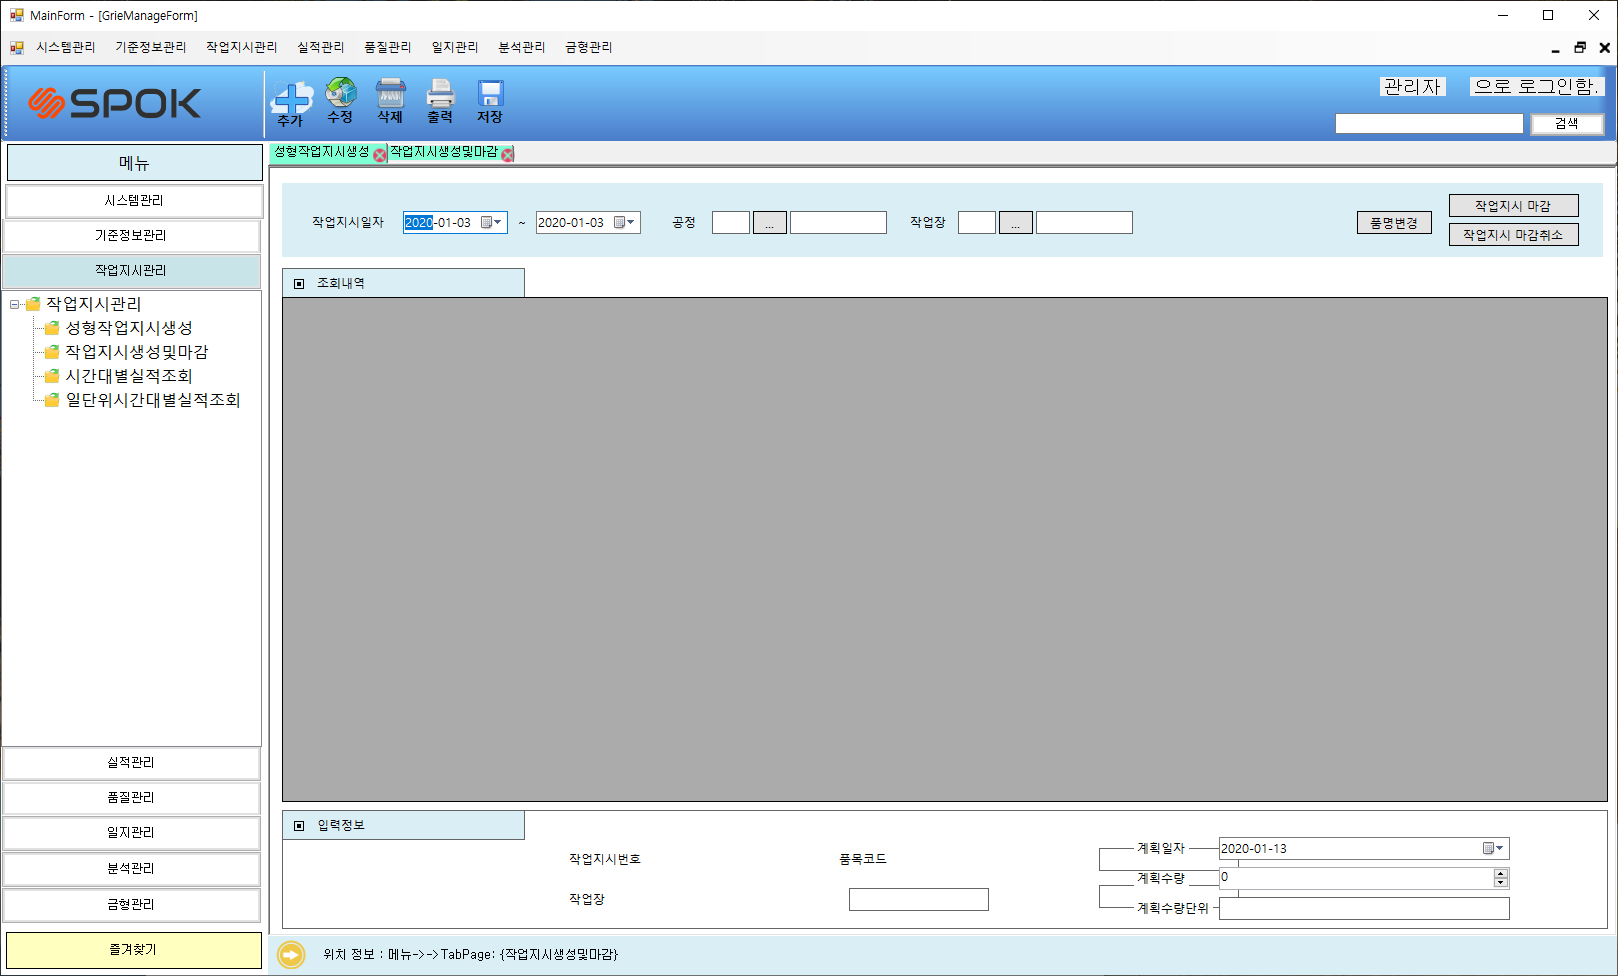 MainForm - [GrieManageForm]
시스템관리 기준정보관리 작업지시관리 실적관리 품질관리 일지관리 분석관리 금형관리
SPOK
추가 수정 삭제 출력 저장
관리자 으로 로그인함.
검색
메뉴
시스템관리
기준정보관리
작업지시관리
작업지시관리
성형작업지시생성
작업지시생성및마감
시간대별실적조회
일단위시간대별실적조회
실적관리
품질관리
일지관리
분석관리
금형관리
즐겨찾기
성형작업지시생성 작업지시생성및마감
작업지시일자 2020-01-03 ~ 2020-01-03 공정 ... 작업장 ... 품명변경
작업지시 마감
작업지시 마감취소
조회내역
입력정보
작업지시번호 품목코드 계획일자 2020-01-13
계획수량 0
작업장 계획수량단위
위치 정보 : 메뉴->->TabPage: {작업지시생성및마감}